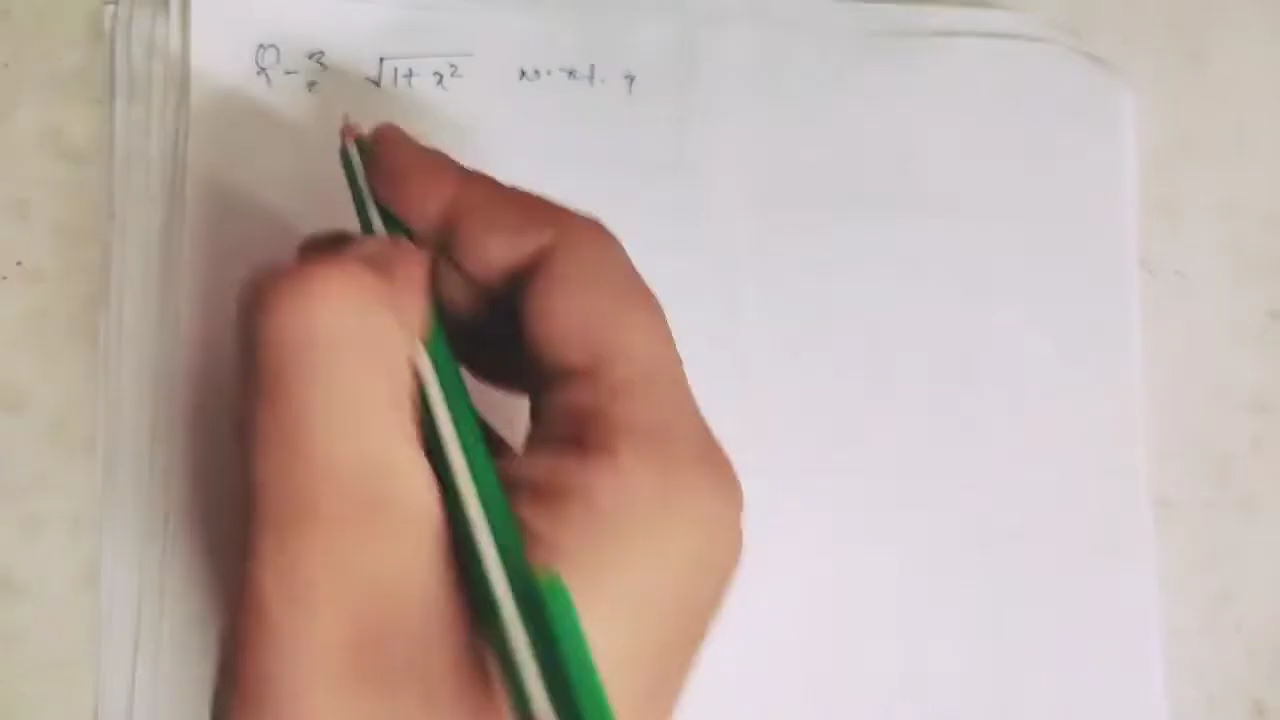 Q-3 √(1+x²) w.r.t. x